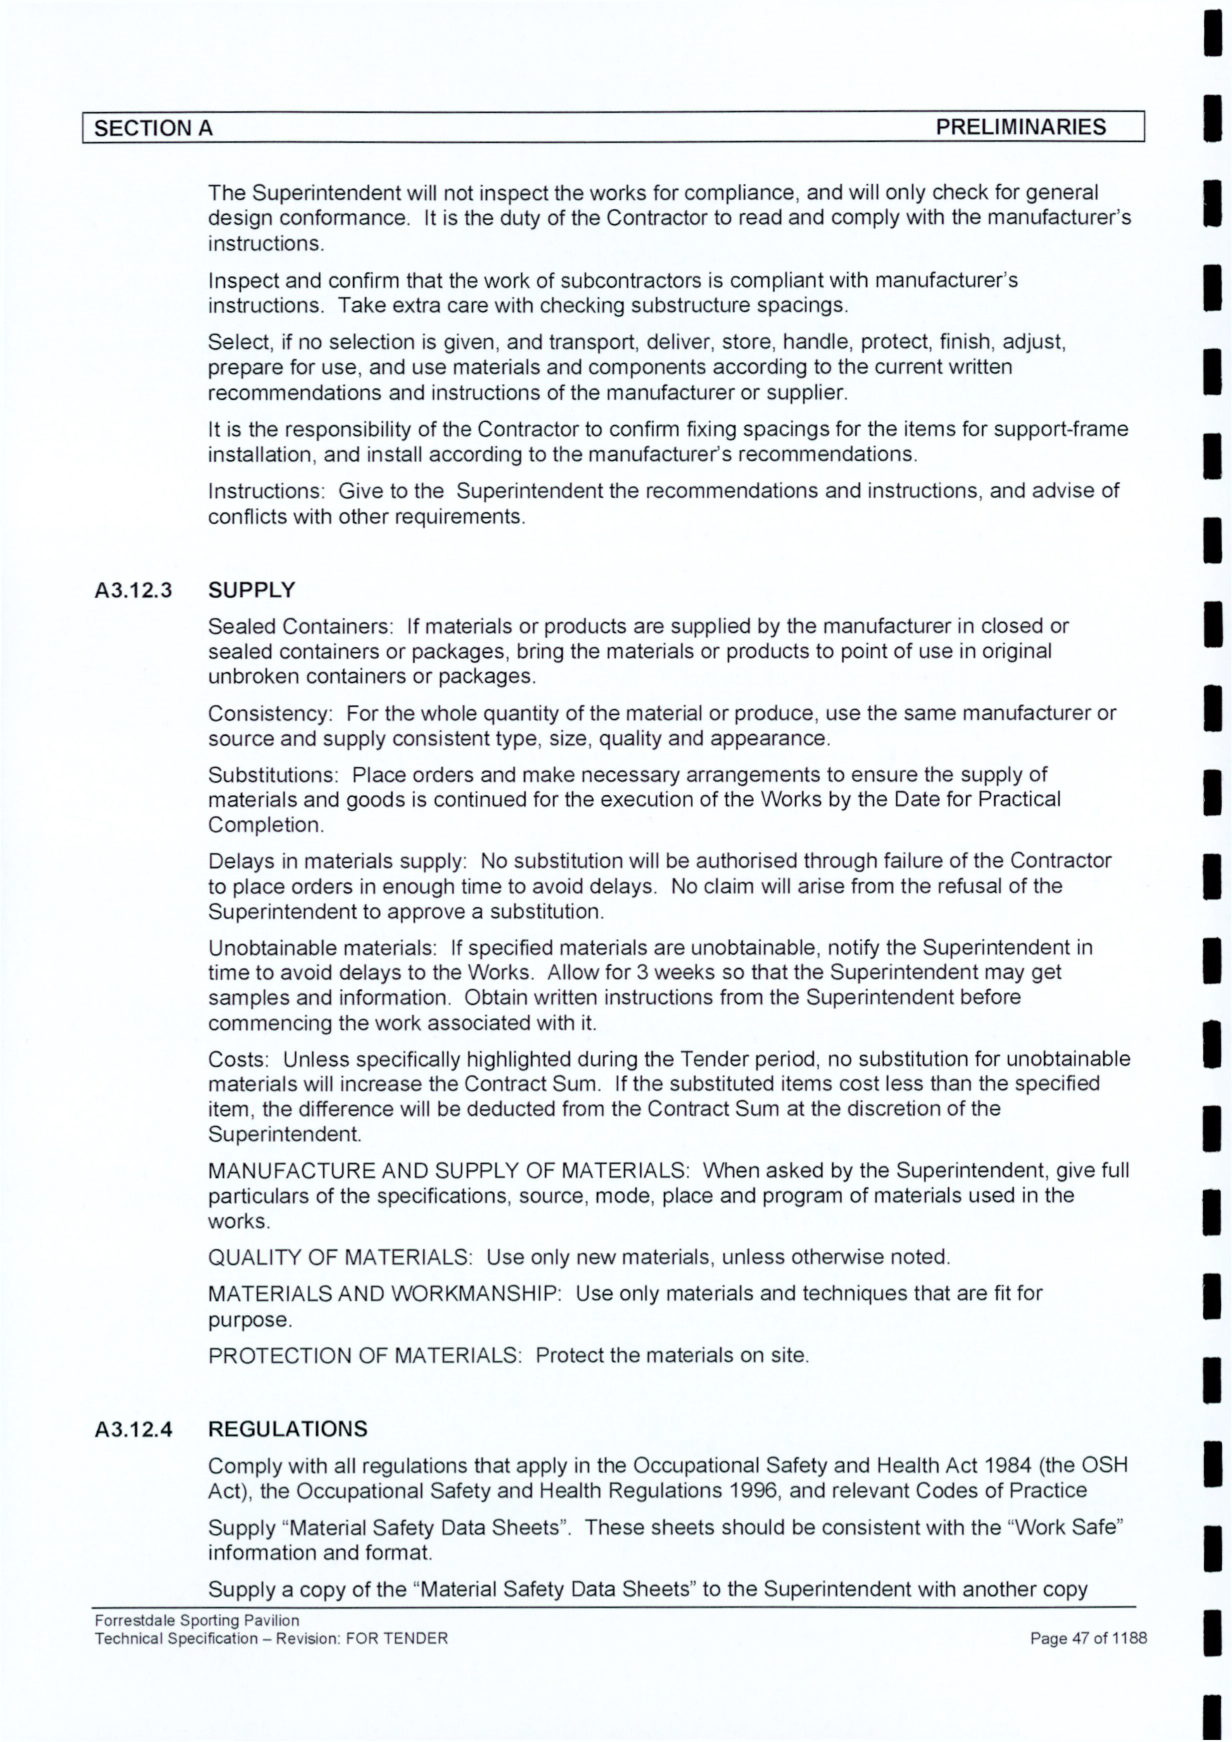 SECTION A PRELIMINARIES
The Superintendent will not inspect the works for compliance, and will only check for general
design conformance. It is the duty of the Contractor to read and comply with the manufacturer's
instructions.
Inspect and confirm that the work of subcontractors is compliant with manufacturer's
instructions. Take extra care with checking substructure spacings.
Select, if no selection is given, and transport, deliver, store, handle, protect, finish, adjust,
prepare for use, and use materials and components according to the current written
recommendations and instructions of the manufacturer or supplier.
It is the responsibility of the Contractor to confirm fixing spacings for the items for support-frame
installation, and install according to the manufacturer's recommendations.
Instructions: Give to the Superintendent the recommendations and instructions, and advise of
conflicts with other requirements.
A3.12.3 SUPPLY
Sealed Containers: If materials or products are supplied by the manufacturer in closed or
sealed containers or packages, bring the materials or products to point of use in original
unbroken containers or packages.
Consistency: For the whole quantity of the material or produce, use the same manufacturer or
source and supply consistent type, size, quality and appearance.
Substitutions: Place orders and make necessary arrangements to ensure the supply of
materials and goods is continued for the execution of the Works by the Date for Practical
Completion.
Delays in materials supply: No substitution will be authorised through failure of the Contractor
to place orders in enough time to avoid delays. No claim will arise from the refusal of the
Superintendent to approve a substitution.
Unobtainable materials: If specified materials are unobtainable, notify the Superintendent in
time to avoid delays to the Works. Allow for 3 weeks so that the Superintendent may get
samples and information. Obtain written instructions from the Superintendent before
commencing the work associated with it.
Costs: Unless specifically highlighted during the Tender period, no substitution for unobtainable
materials will increase the Contract Sum. If the substituted items cost less than the specified
item, the difference will be deducted from the Contract Sum at the discretion of the
Superintendent.
MANUFACTURE AND SUPPLY OF MATERIALS: When asked by the Superintendent, give full
particulars of the specifications, source, mode, place and program of materials used in the
works.
QUALITY OF MATERIALS: Use only new materials, unless otherwise noted.
MATERIALS AND WORKMANSHIP: Use only materials and techniques that are fit for
purpose.
PROTECTION OF MATERIALS: Protect the materials on site.
A3.12.4 REGULATIONS
Comply with all regulations that apply in the Occupational Safety and Health Act 1984 (the OSH
Act), the Occupational Safety and Health Regulations 1996, and relevant Codes of Practice
Supply “Material Safety Data Sheets”. These sheets should be consistent with the “Work Safe”
information and format.
Supply a copy of the “Material Safety Data Sheets” to the Superintendent with another copy
Forrestdale Sporting Pavilion
Technical Specification – Revision: FOR TENDER Page 47 of 1188